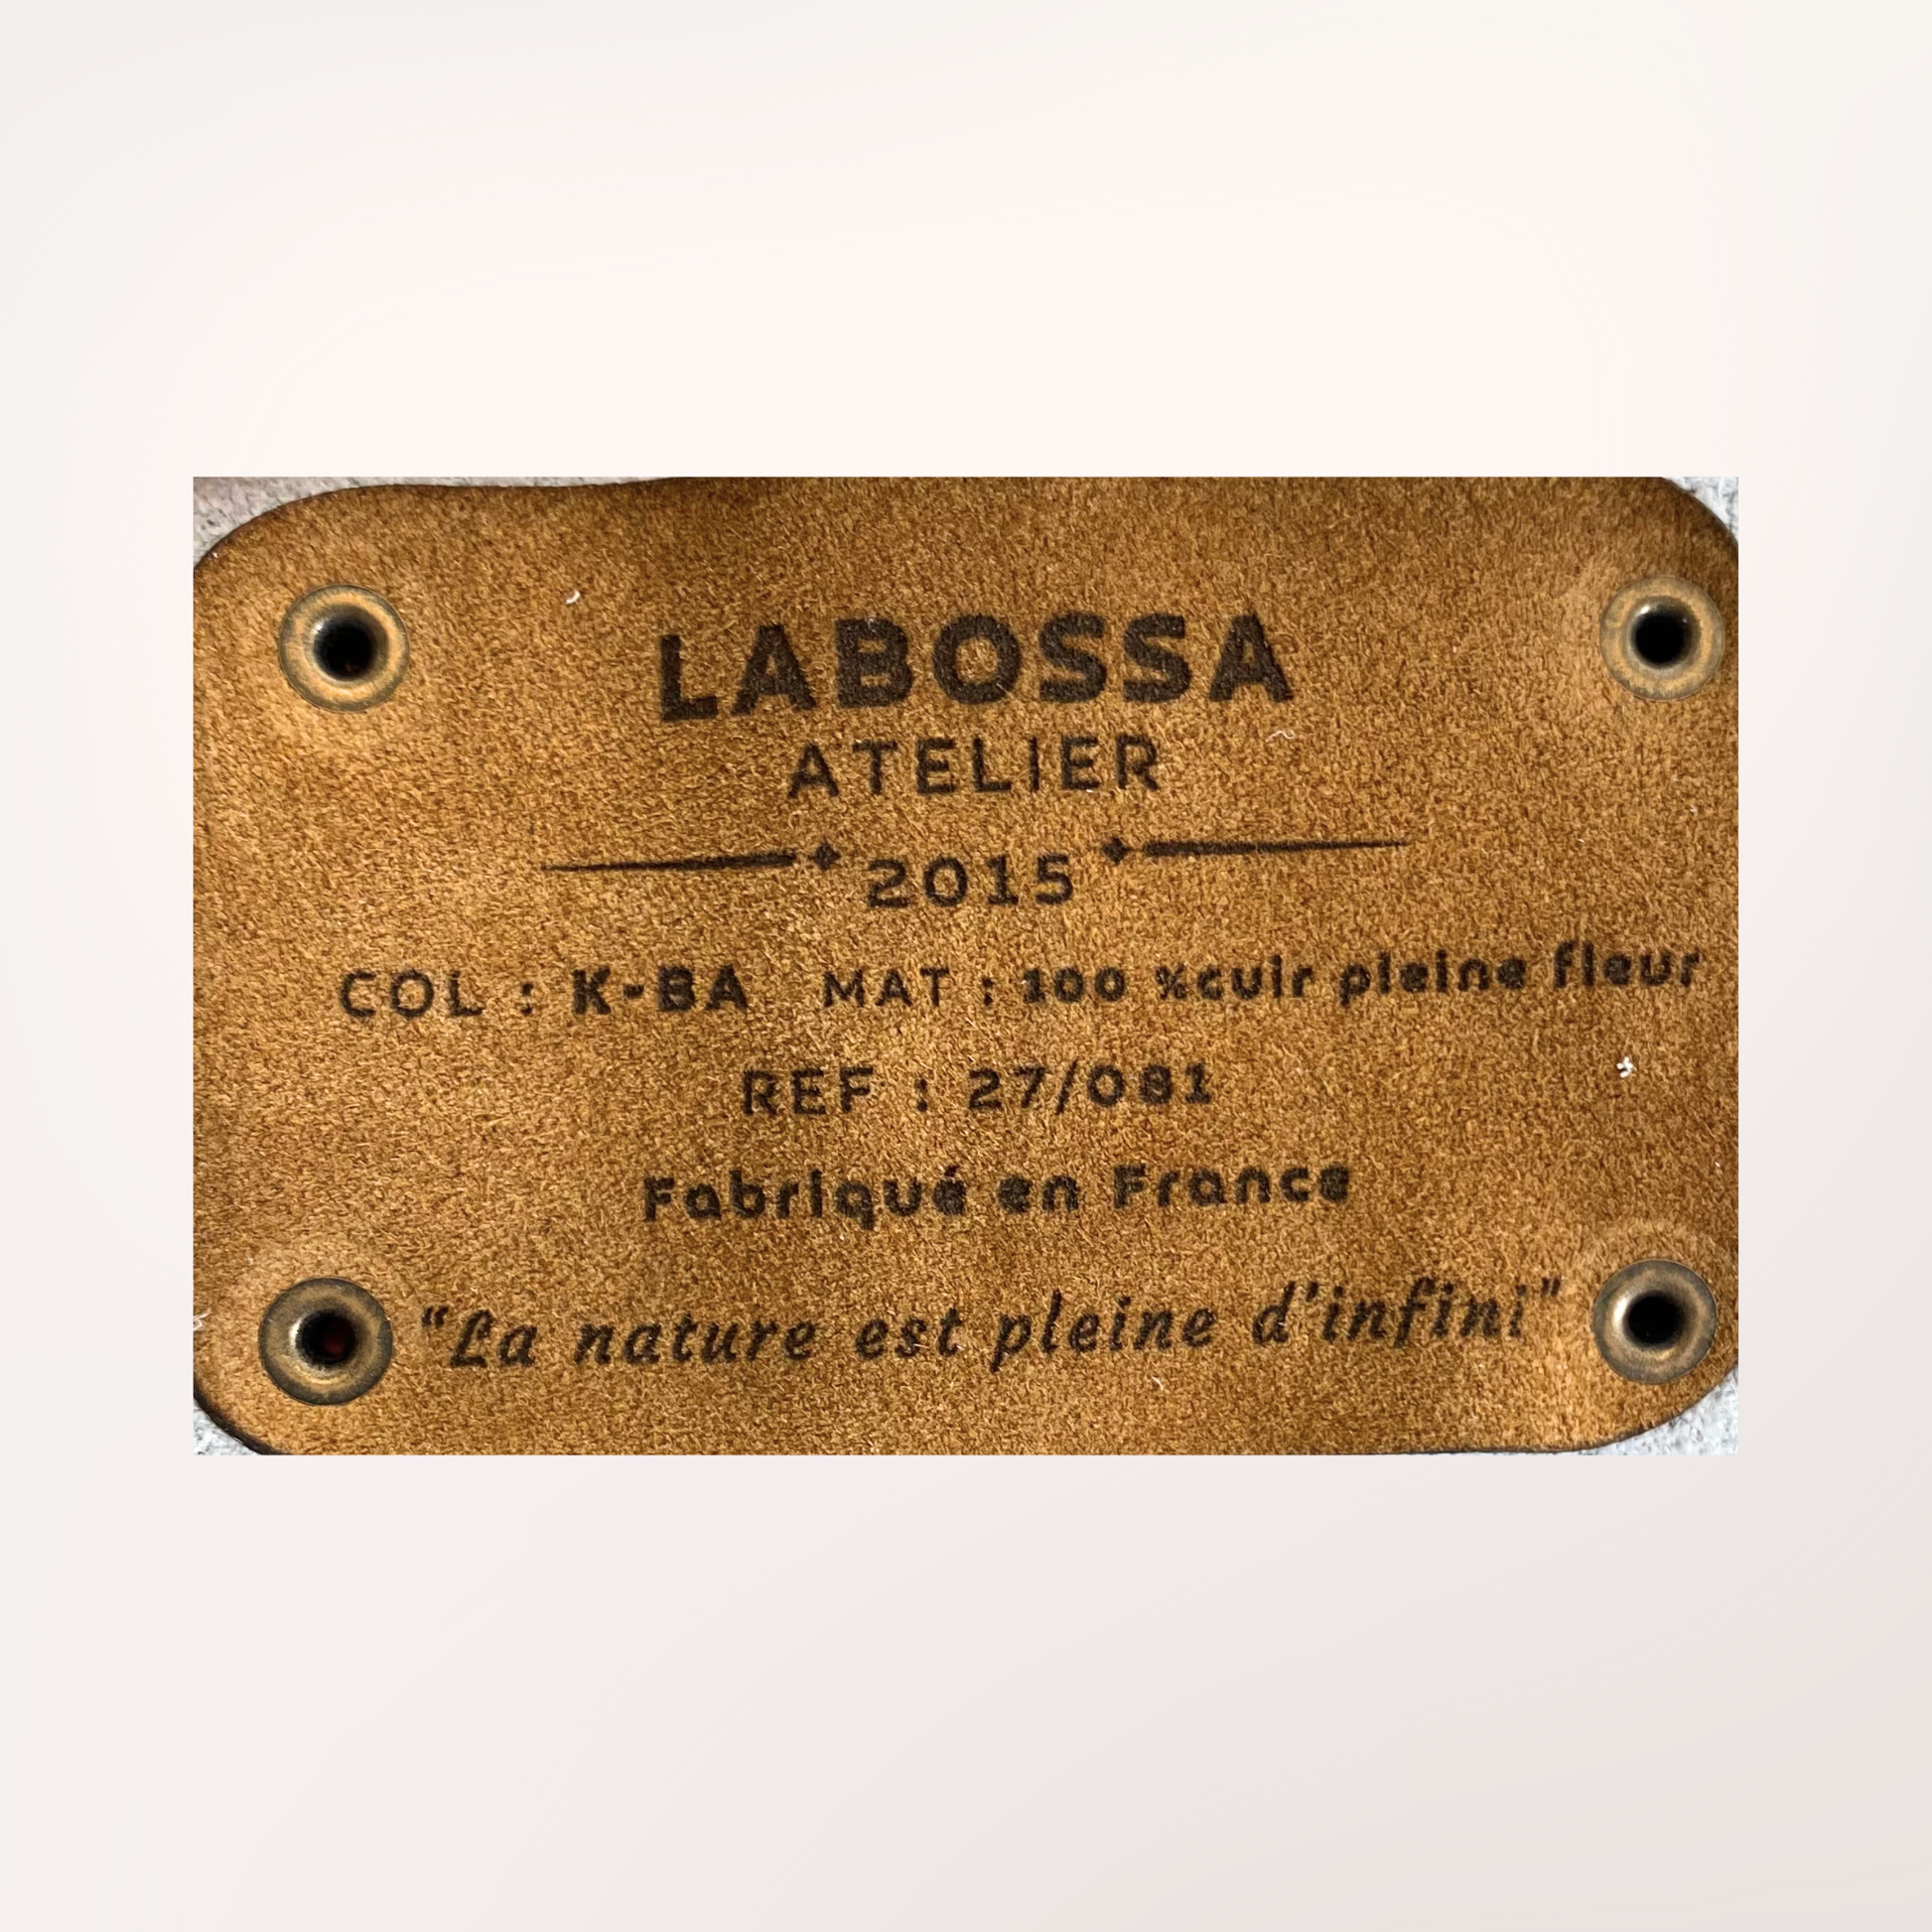 LABOSSA
ATELIER
2015
COL : K-BA MAT : 100 %cuir pleine fleur
REF : 27/081
Fabriqué en France
“La nature est pleine d'infini”